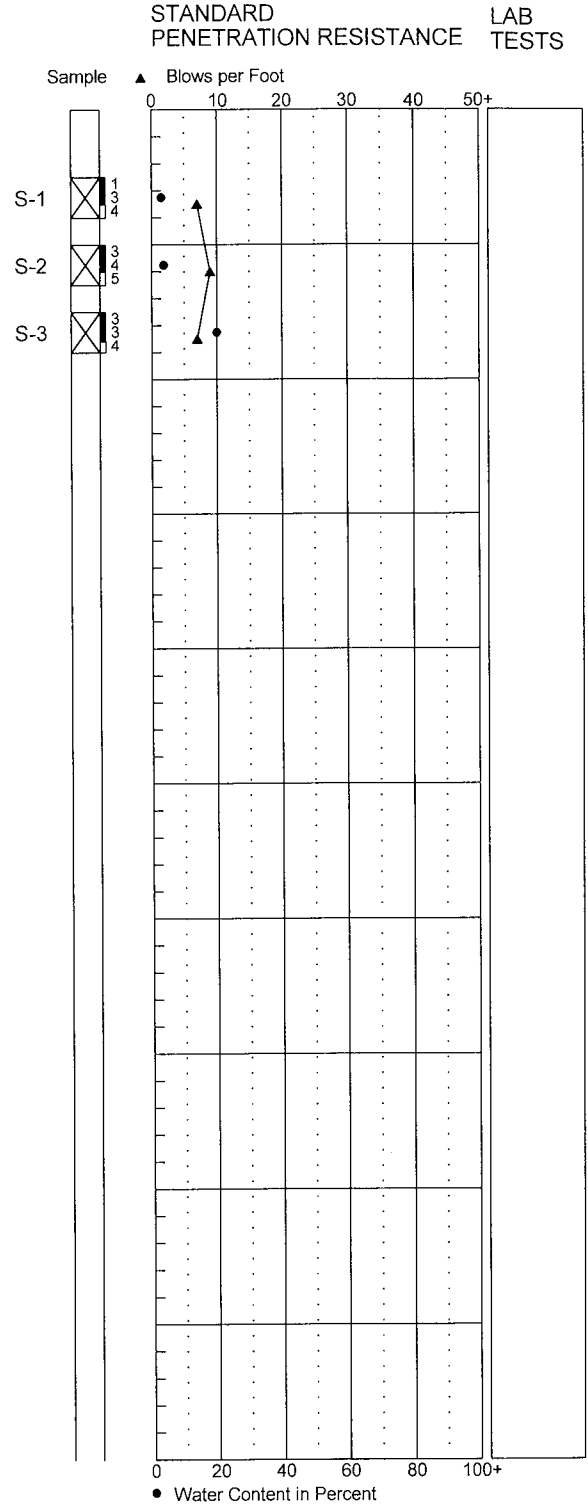 STANDARD
PENETRATION RESISTANCE
LAB
TESTS
Sample ▲ Blows per Foot
0 10 20 30 40 50+
S-1
1
3
4
S-2
3
4
5
S-3
3
3
4
0 20 40 60 80 100+
● Water Content in Percent